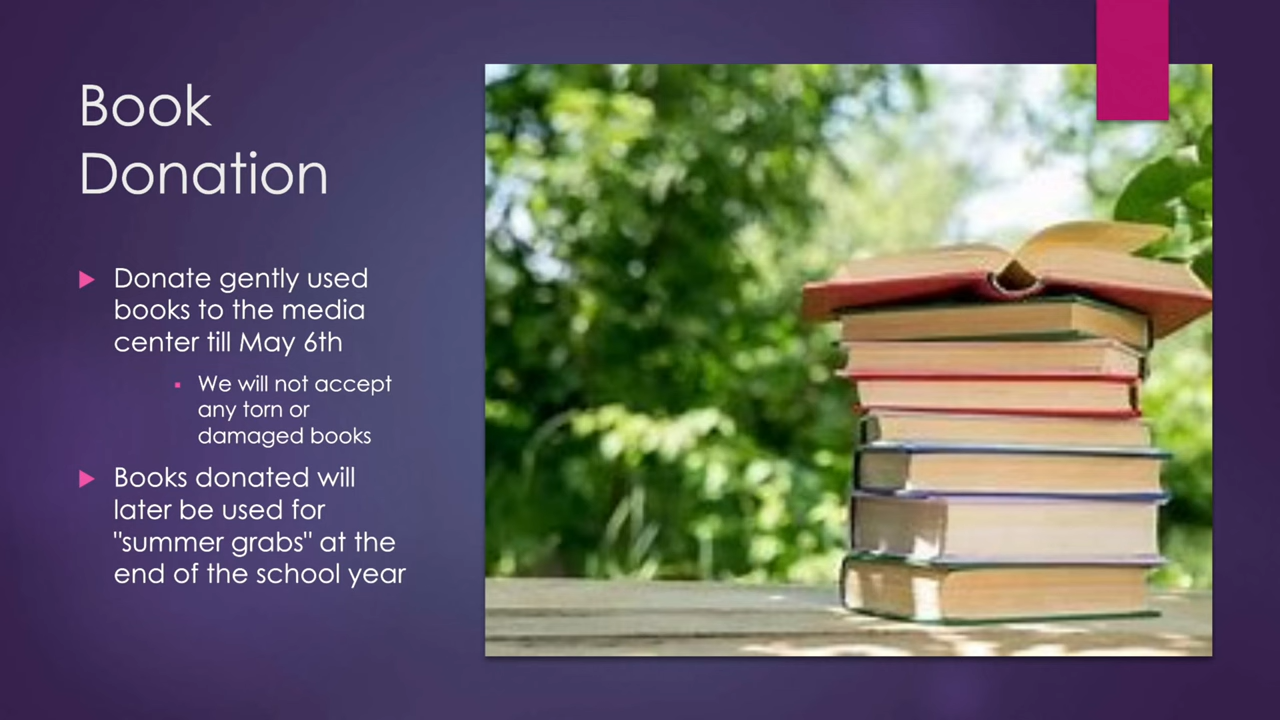 Book
Donation
Donate gently used
books to the media
center till May 6th
We will not accept
any torn or
damaged books
Books donated will
later be used for
"summer grabs" at the
end of the school year